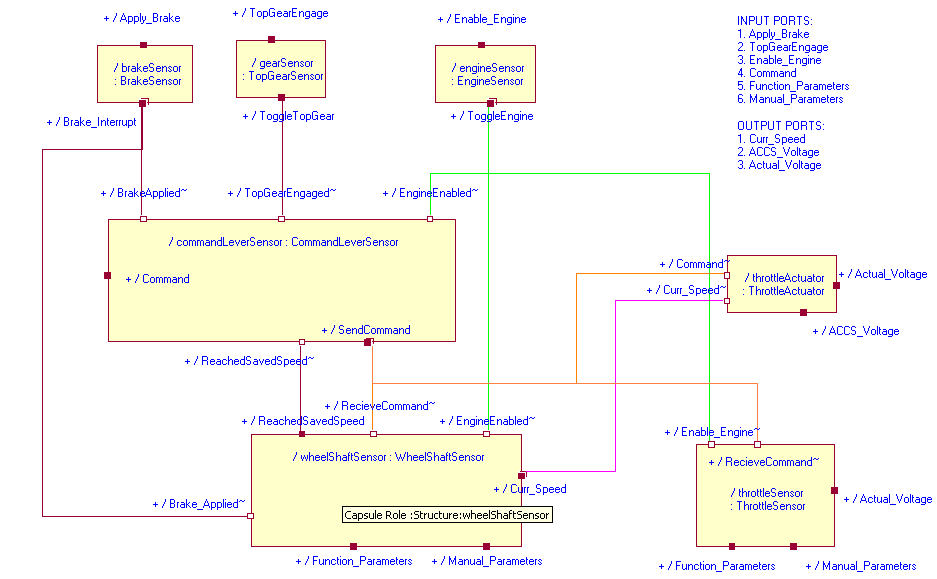 + / Apply_Brake
+ / TopGearEngage
+ / Enable_Engine
INPUT PORTS:
1. Apply_Brake
2. TopGearEngage
3. Enable_Engine
4. Command
5. Function_Parameters
6. Manual_Parameters
OUTPUT PORTS:
1. Curr_Speed
2. ACCS_Voltage
3. Actual_Voltage
/ brakeSensor
: BrakeSensor
/ gearSensor
: TopGearSensor
/ engineSensor
: EngineSensor
+ / Brake_Interrupt
+ / ToggleTopGear
+ / ToggleEngine
+ / BrakeApplied~
+ / TopGearEngaged~
+ / EngineEnabled~
/ commandLeverSensor : CommandLeverSensor
+ / Command
+ / SendCommand
+ / Command~
/ throttleActuator
: ThrottleActuator
+ / Actual_Voltage
+ / Curr_Speed~
+ / ACCS_Voltage
+ / ReachedSavedSpeed~
+ / RecieveCommand~
+ / ReachedSavedSpeed
+ / EngineEnabled~
+ / Enable_Engine~
/ wheelShaftSensor : WheelShaftSensor
+ / RecieveCommand~
+ / Curr_Speed
/ throttleSensor
: ThrottleSensor
+ / Actual_Voltage
+ / Brake_Applied~
Capsule Role :Structure:wheelShaftSensor
+ / Function_Parameters
+ / Manual_Parameters
+ / Function_Parameters
+ / Manual_Parameters